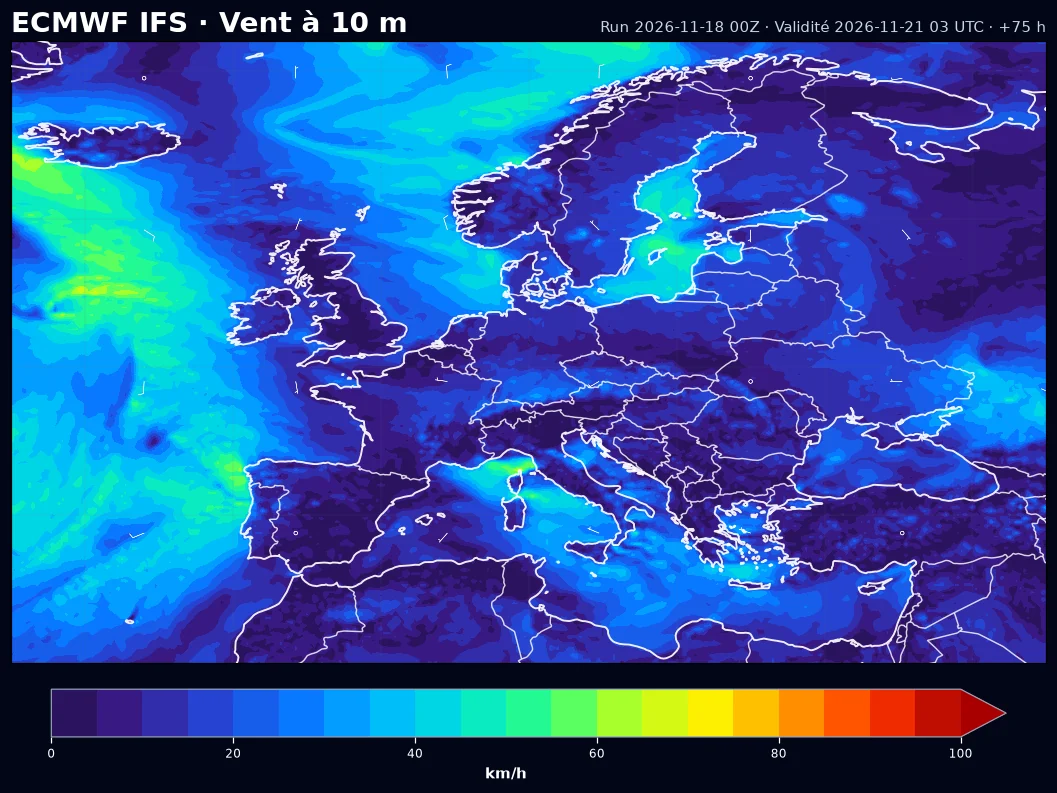 ECMWF IFS · Vent à 10 m
Run 2026-11-18 00Z · Validité 2026-11-21 03 UTC · +75 h
0 20 40 60 80 100
km/h